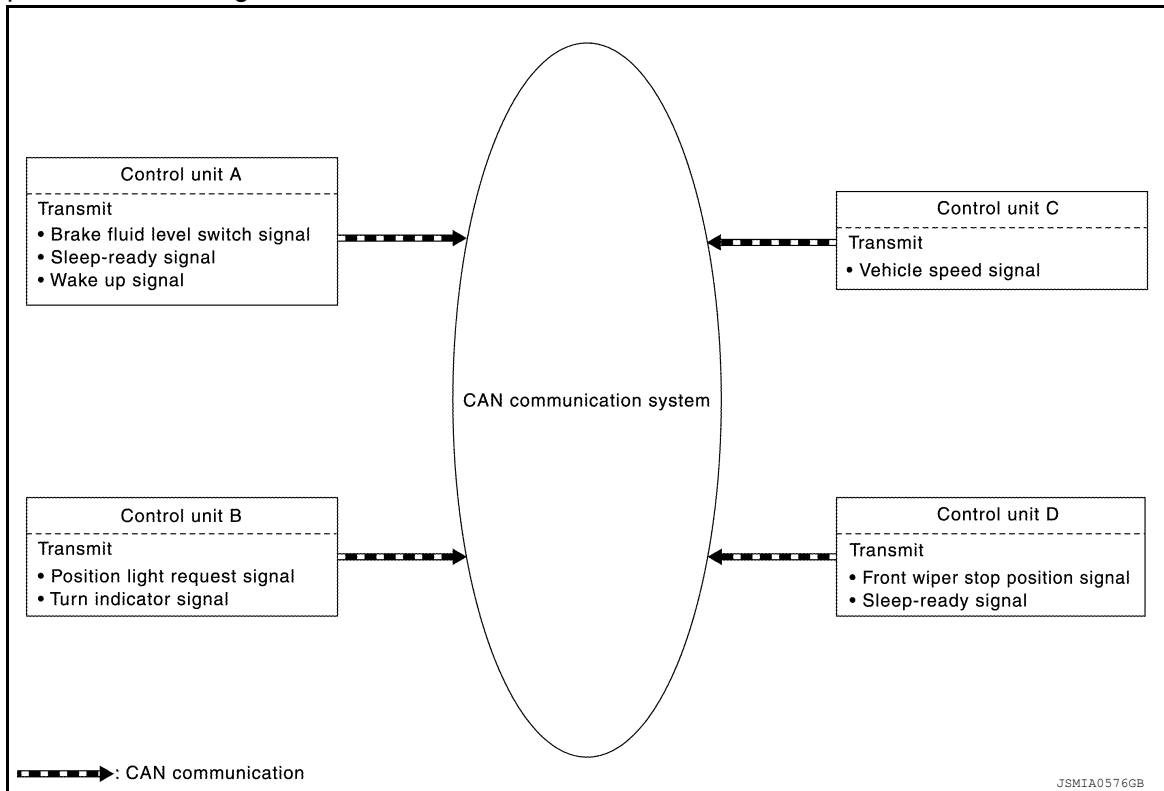 Control unit A
Transmit
• Brake fluid level switch signal
• Sleep-ready signal
• Wake up signal
Control unit C
Transmit
• Vehicle speed signal
CAN communication system
Control unit B
Transmit
• Position light request signal
• Turn indicator signal
Control unit D
Transmit
• Front wiper stop position signal
• Sleep-ready signal
: CAN communication
JSMIA0576GB